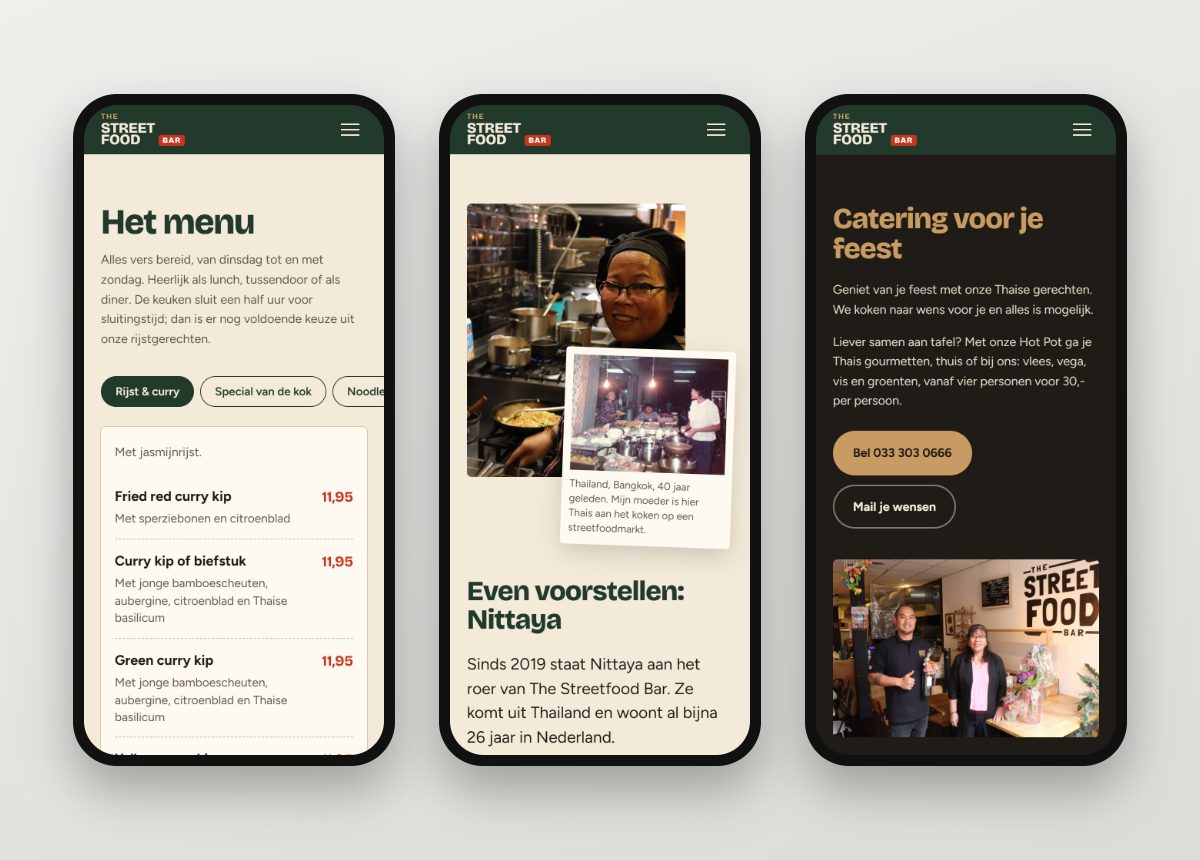 THE
STREET
FOOD BAR
Het menu
Alles vers bereid, van dinsdag tot en met
zondag. Heerlijk als lunch, tussendoor of als
diner. De keuken sluit een half uur voor
sluitingstijd; dan is er nog voldoende keuze uit
onze rijstgerechten.
Rijst & curry Special van de kok Noodle
Met jasmijnrijst.
Fried red curry kip 11,95
Met sperziebonen en citroenblad
Curry kip of biefstuk 11,95
Met jonge bamboescheuten,
aubergine, citroenblad en Thaise
basilicum
Green curry kip 11,95
Met jonge bamboescheuten,
aubergine, citroenblad en Thaise
basilicum
THE
STREET
FOOD BAR
Thailand, Bangkok, 40 jaar
geleden. Mijn moeder is hier
Thais aan het koken op een
streetfoodmarkt.
Even voorstellen:
Nittaya
Sinds 2019 staat Nittaya aan het
roer van The Streetfood Bar. Ze
komt uit Thailand en woont al bijna
26 jaar in Nederland.
THE
STREET
FOOD BAR
Catering voor je
feest
Geniet van je feest met onze Thaise gerechten.
We koken naar wens voor je en alles is mogelijk.
Liever samen aan tafel? Met onze Hot Pot ga je
Thais gourmetten, thuis of bij ons: vlees, vega,
vis en groenten, vanaf vier personen voor 30,-
per persoon.
Bel 033 303 0666
Mail je wensen
THE
STREET
FOOD
BAR